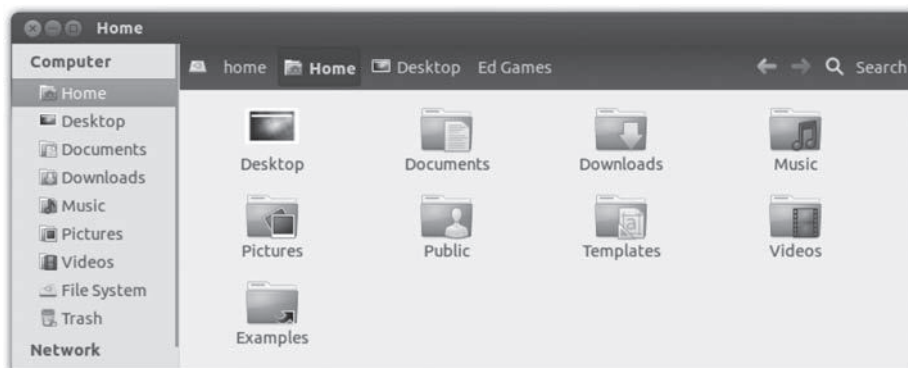 Home
Computer
Home
Desktop
Documents
Downloads
Music
Pictures
Videos
File System
Trash
Network
home Home Desktop Ed Games Search
Desktop Documents Downloads Music
Pictures Public Templates Videos
Examples